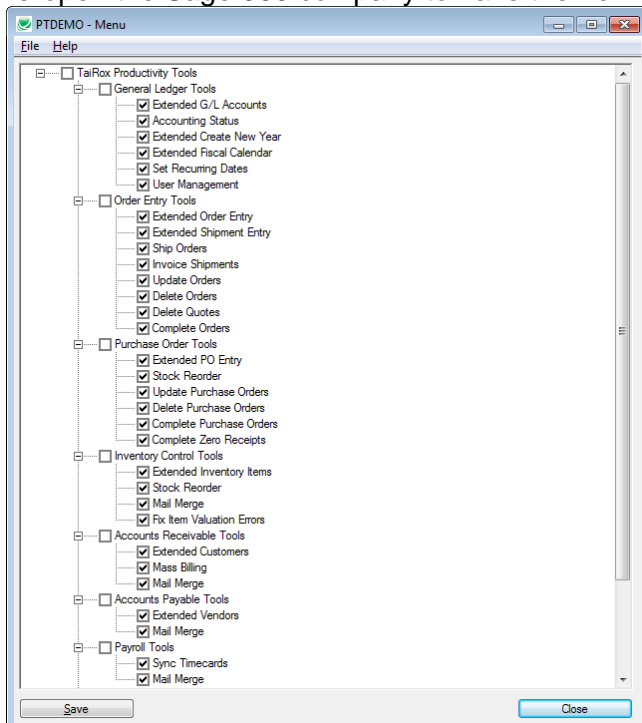 PTDEMO - Menu
File Help
TaiRox Productivity Tools
General Ledger Tools
Extended G/L Accounts
Accounting Status
Extended Create New Year
Extended Fiscal Calendar
Set Recurring Dates
User Management
Order Entry Tools
Extended Order Entry
Extended Shipment Entry
Ship Orders
Invoice Shipments
Update Orders
Delete Orders
Delete Quotes
Complete Orders
Purchase Order Tools
Extended PO Entry
Stock Reorder
Update Purchase Orders
Delete Purchase Orders
Complete Purchase Orders
Complete Zero Receipts
Inventory Control Tools
Extended Inventory Items
Stock Reorder
Mail Merge
Fix Item Valuation Errors
Accounts Receivable Tools
Extended Customers
Mass Billing
Mail Merge
Accounts Payable Tools
Extended Vendors
Mail Merge
Payroll Tools
Sync Timecards
Mail Merge
Save Close